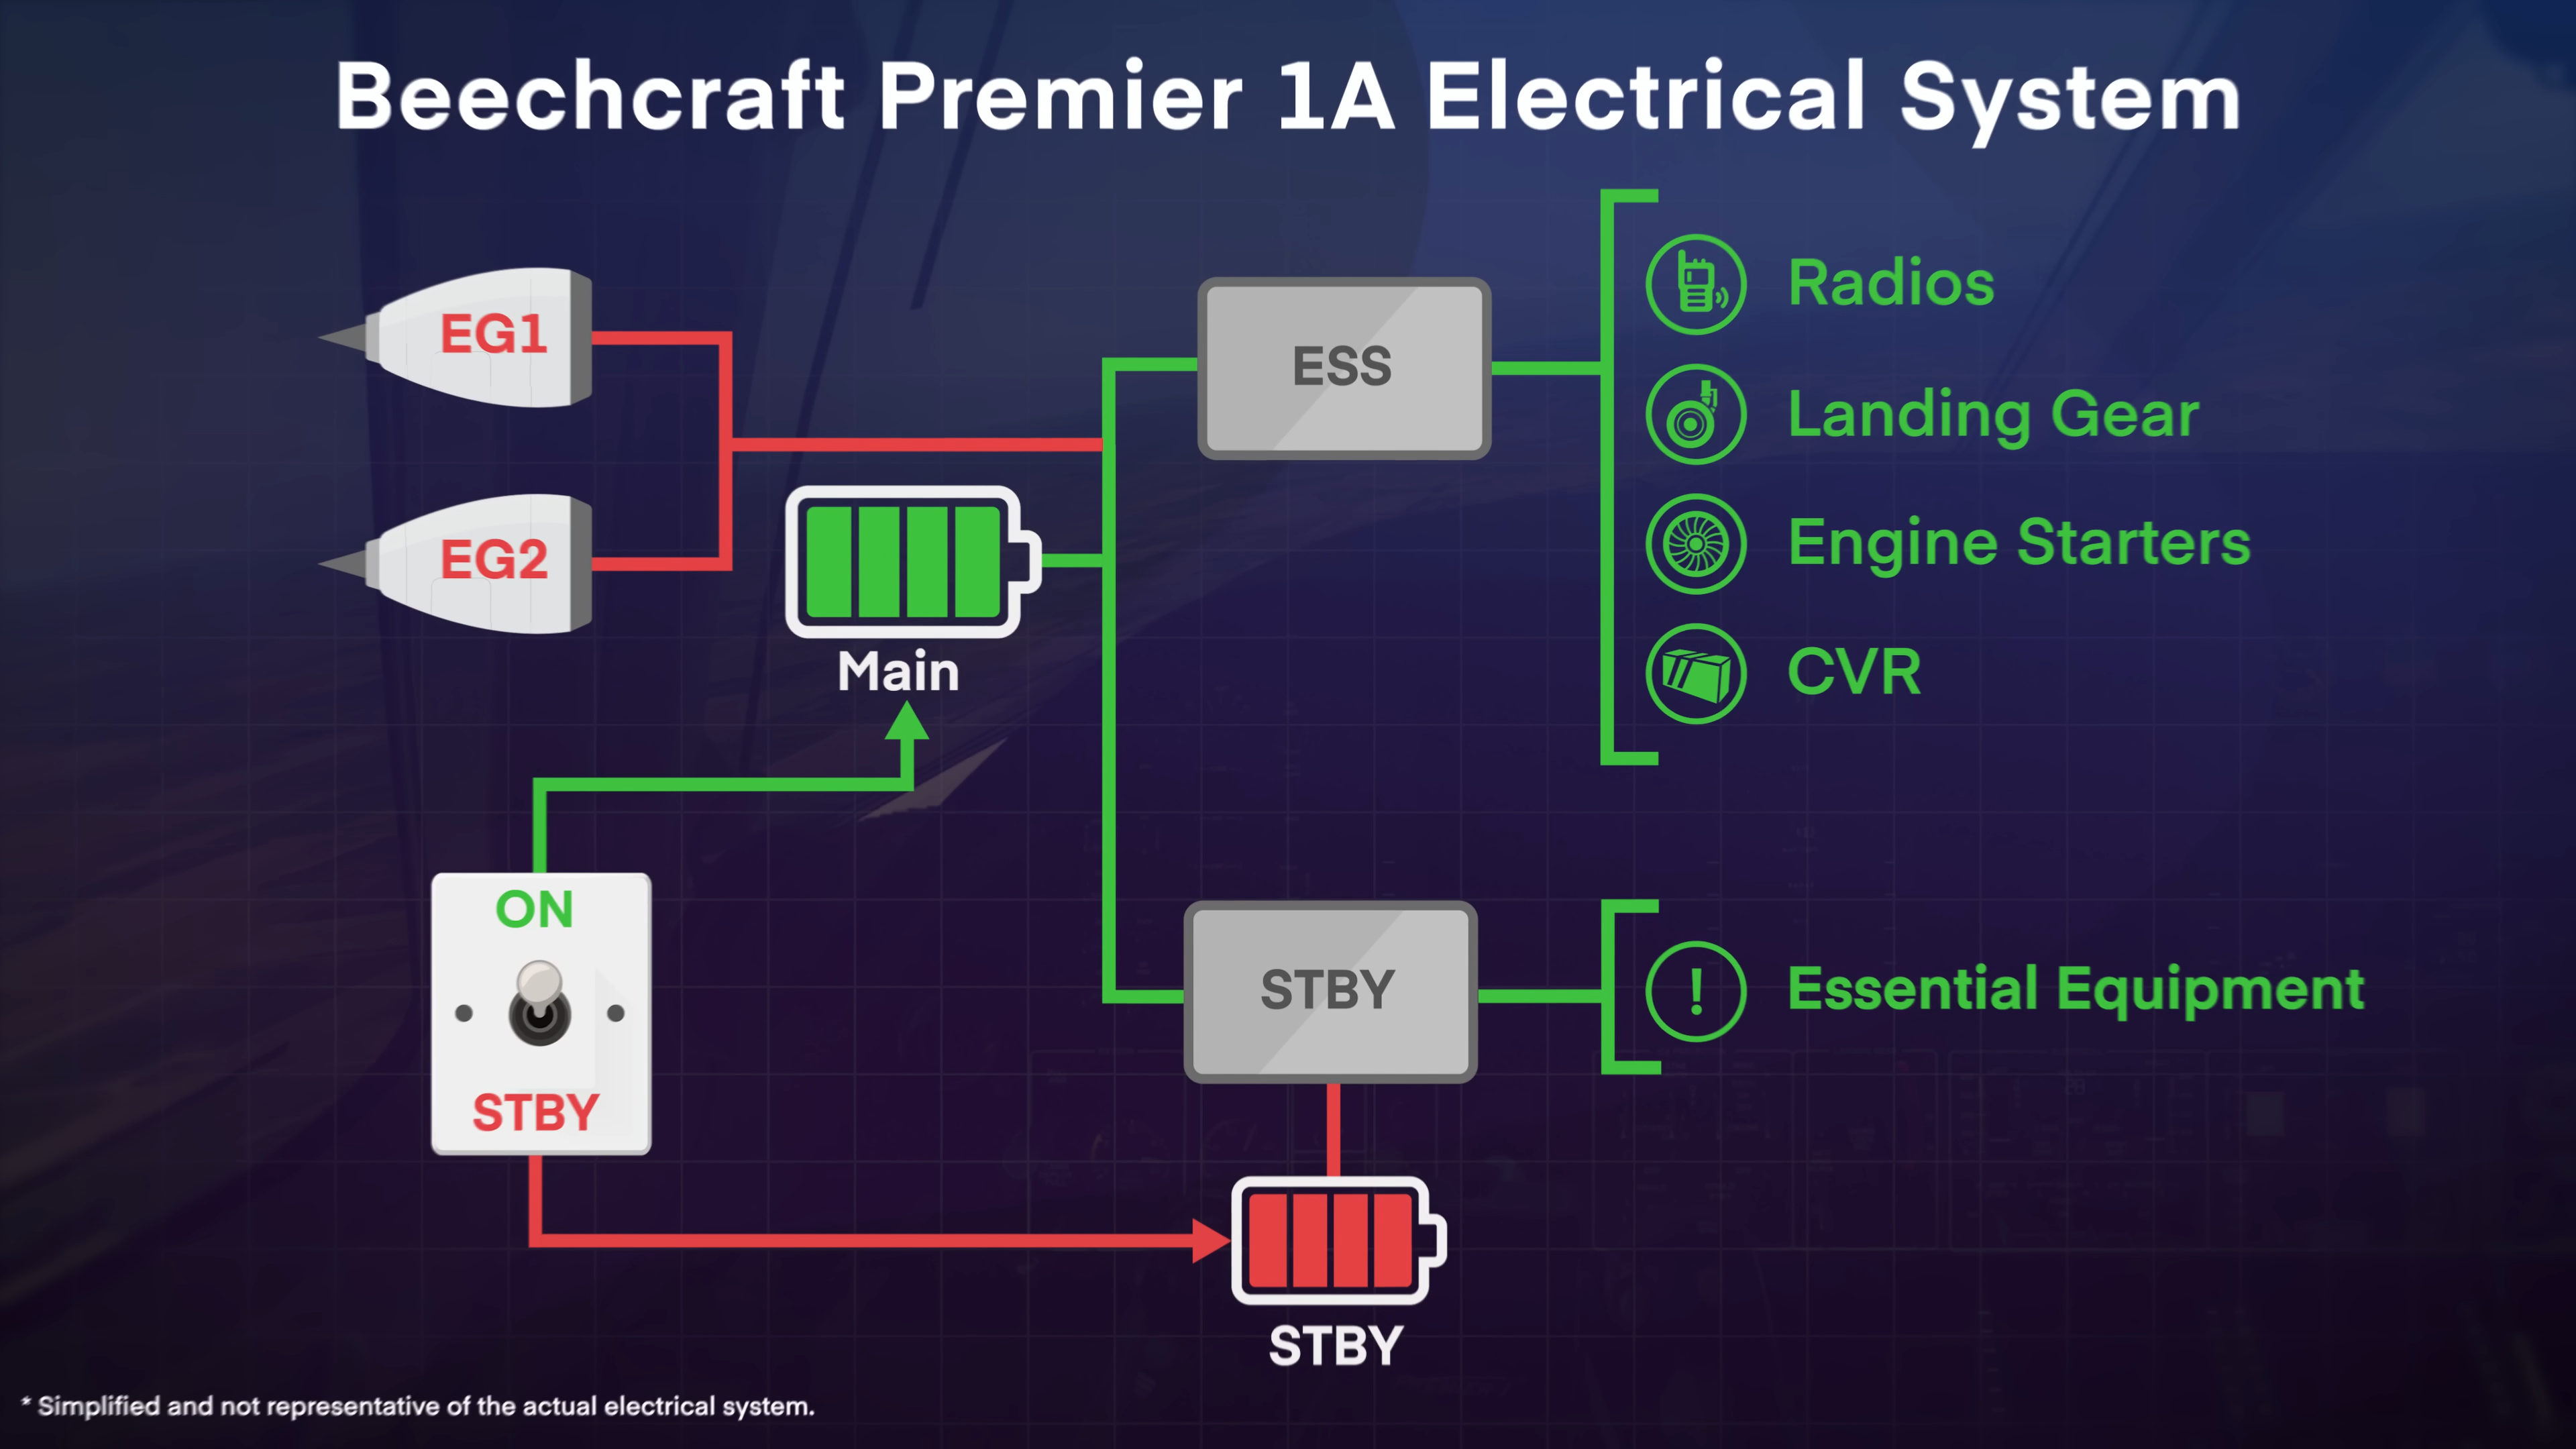 Beechcraft Premier 1A Electrical System
EG1
EG2
Main
ESS
Radios
Landing Gear
Engine Starters
CVR
ON
STBY
STBY
!
Essential Equipment
STBY
* Simplified and not representative of the actual electrical system.